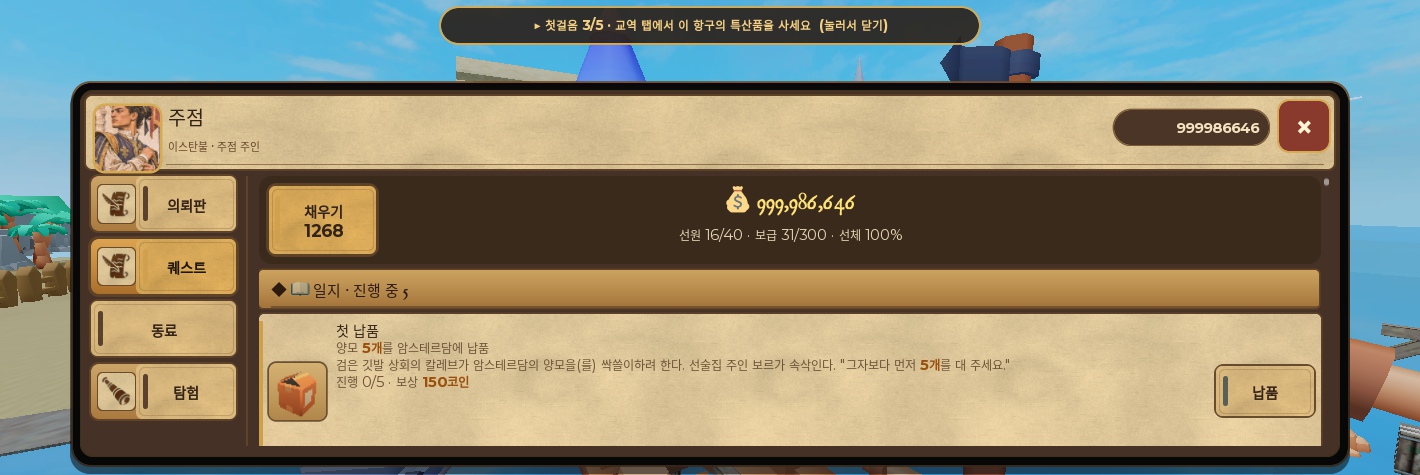 ▸ 첫걸음 3/5 · 교역 탭에서 이 항구의 특산품을 사세요 (눌러서 닫기)
주점
이스탄불 · 주점 주인
999986646
×
의뢰판
퀘스트
동료
탐험
채우기
1268
999,986,646
선원 16/40 · 보급 31/300 · 선체 100%
◆ 📖 일지 · 진행 중 5
첫 납품
양모 5개를 암스테르담에 납품
검은 깃발 상회의 칼레브가 암스테르담의 양모을(를) 싹쓸이하려 한다. 선술집 주인 보르가 속삭인다. "그자보다 먼저 5개를 대 주세요."
진행 0/5 · 보상 150코인
납품